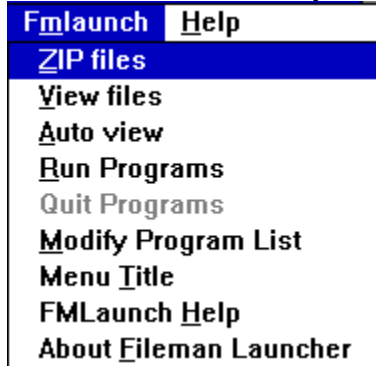 Fmlaunch Help
ZIP files
View files
Auto view
Run Programs
Quit Programs
Modify Program List
Menu Title
FMLaunch Help
About Fileman Launcher